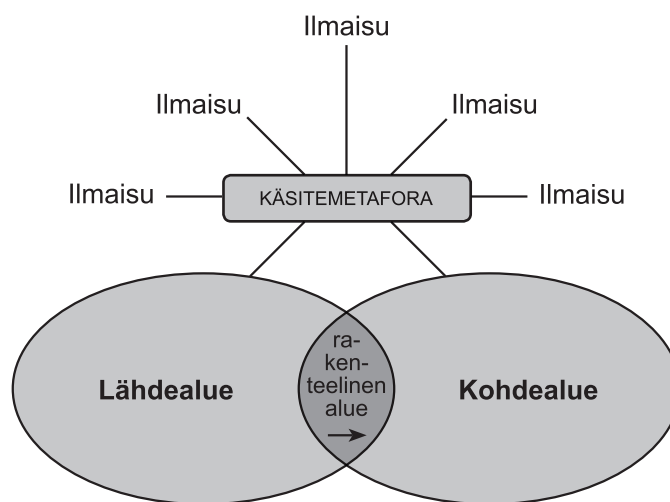 Ilmaisu
Ilmaisu
Ilmaisu
Ilmaisu
KÄSITEMETAFORA
Ilmaisu
Lähdealue
ra-
ken-
teelinen
alue
Kohdealue